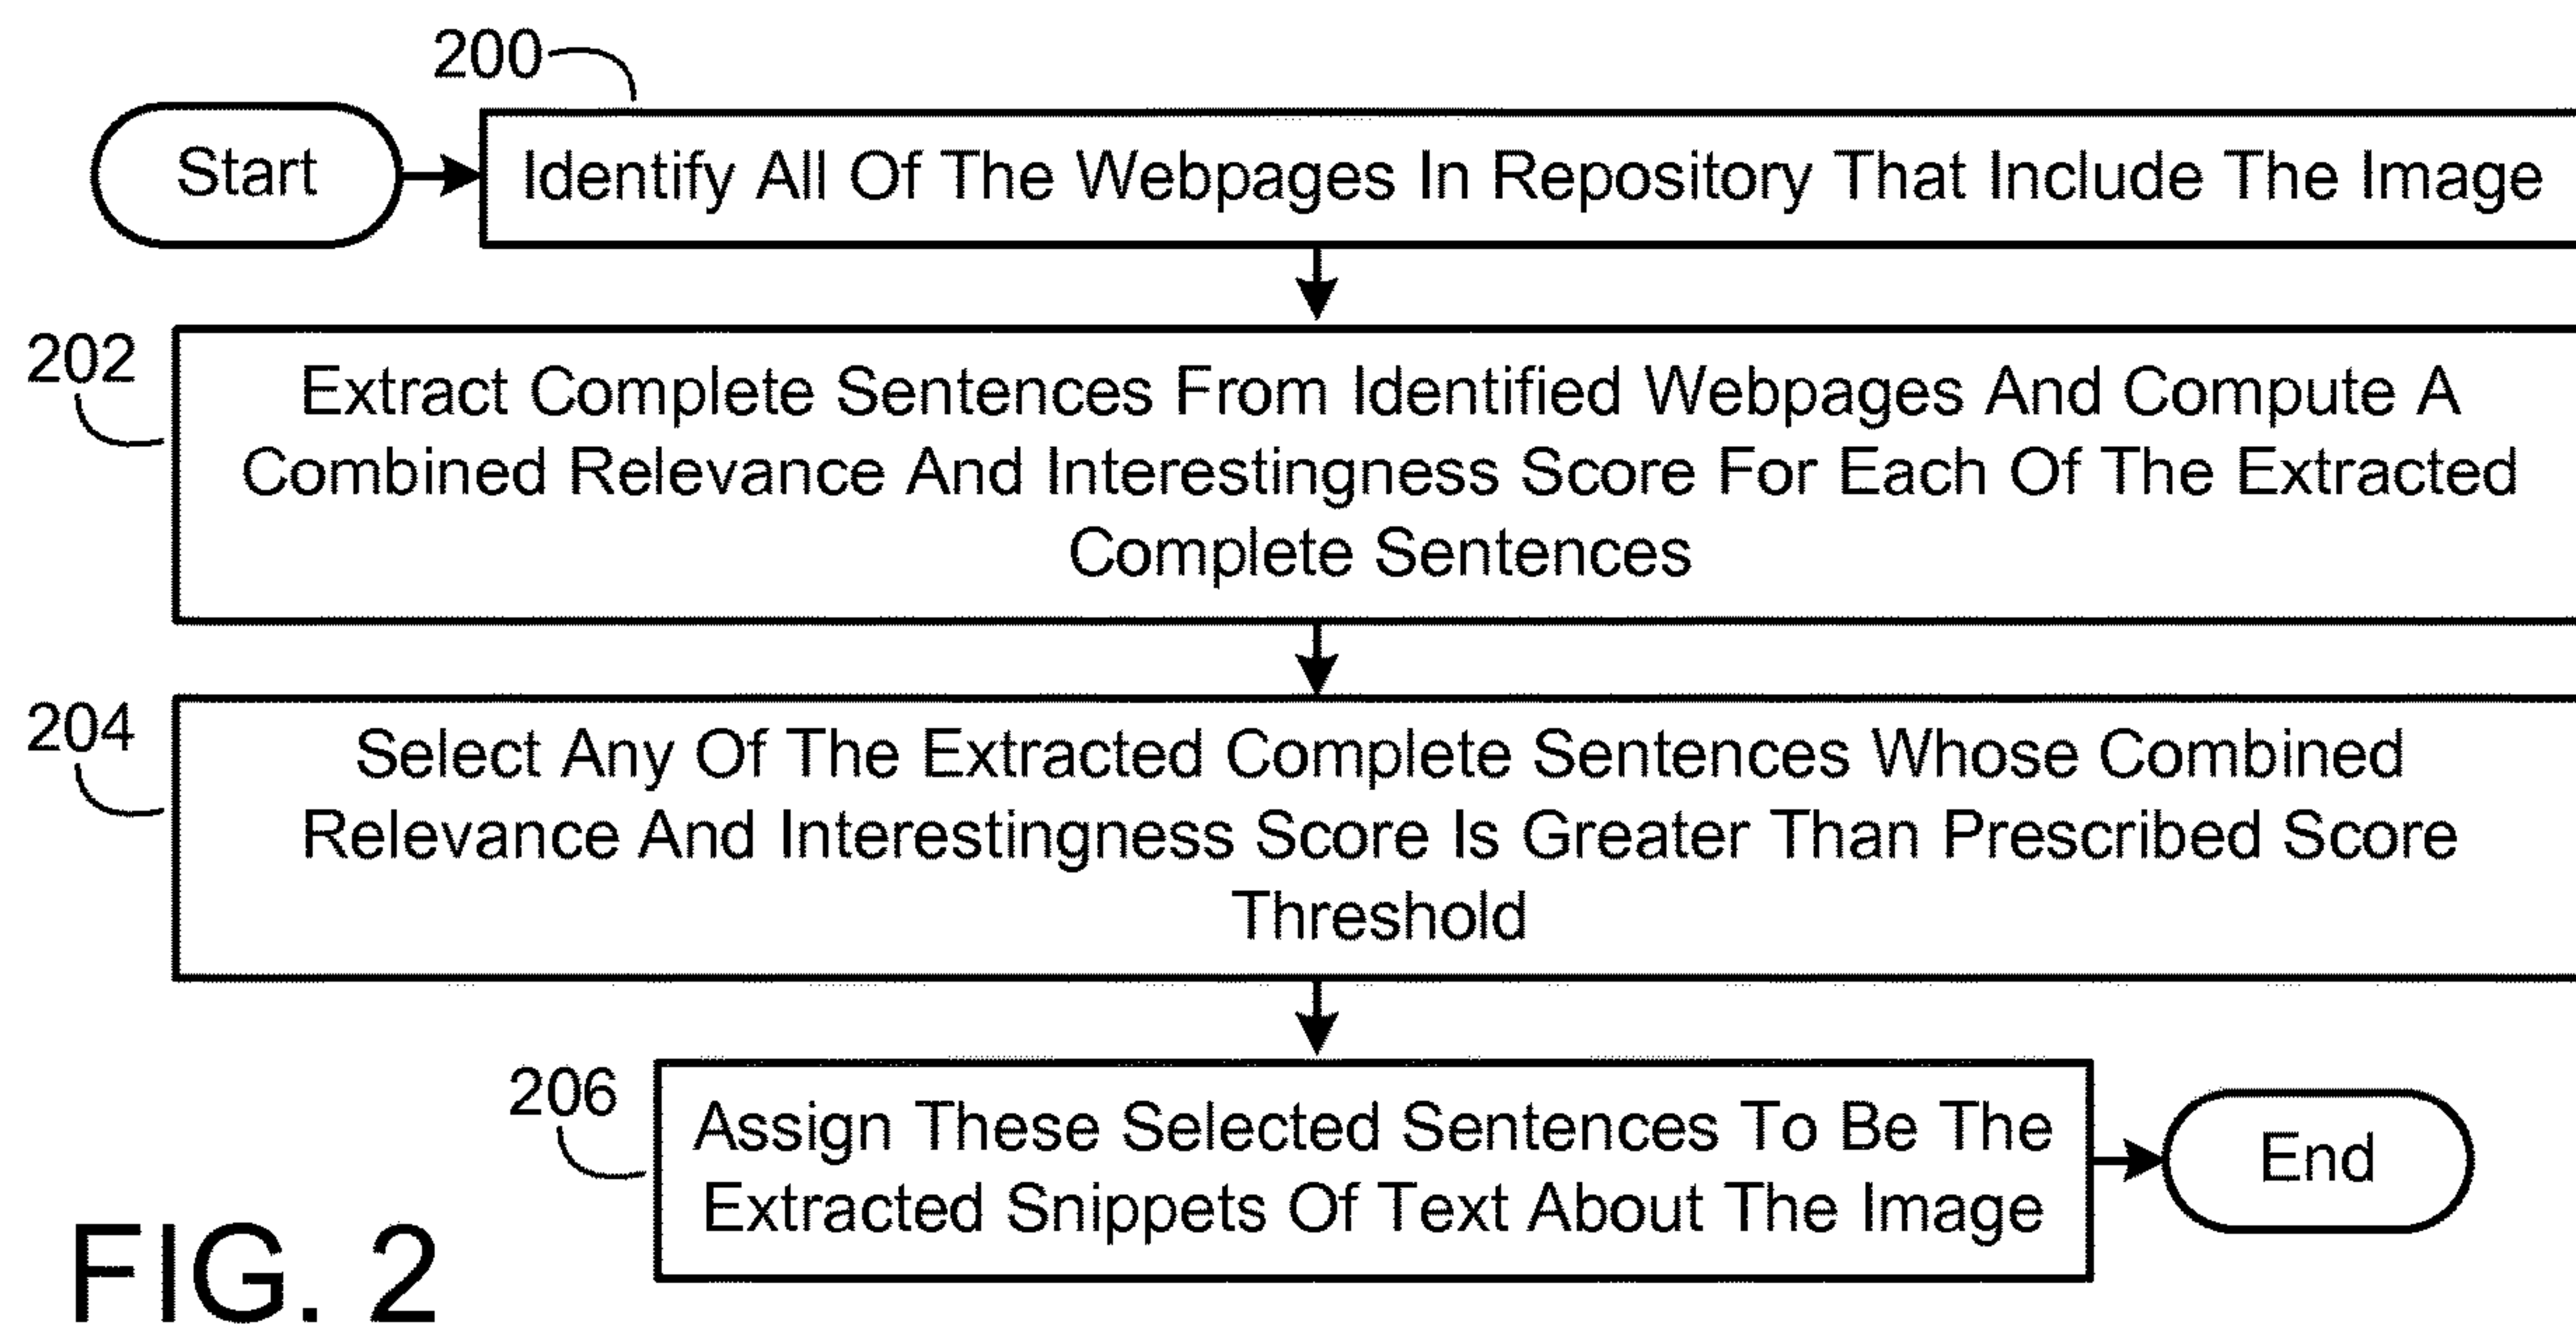 200
Start
Identify All Of The Webpages In Repository That Include The Image
202
Extract Complete Sentences From Identified Webpages And Compute A
Combined Relevance And Interestingness Score For Each Of The Extracted
Complete Sentences
204
Select Any Of The Extracted Complete Sentences Whose Combined
Relevance And Interestingness Score Is Greater Than Prescribed Score
Threshold
206
Assign These Selected Sentences To Be The
Extracted Snippets Of Text About The Image
End
FIG. 2